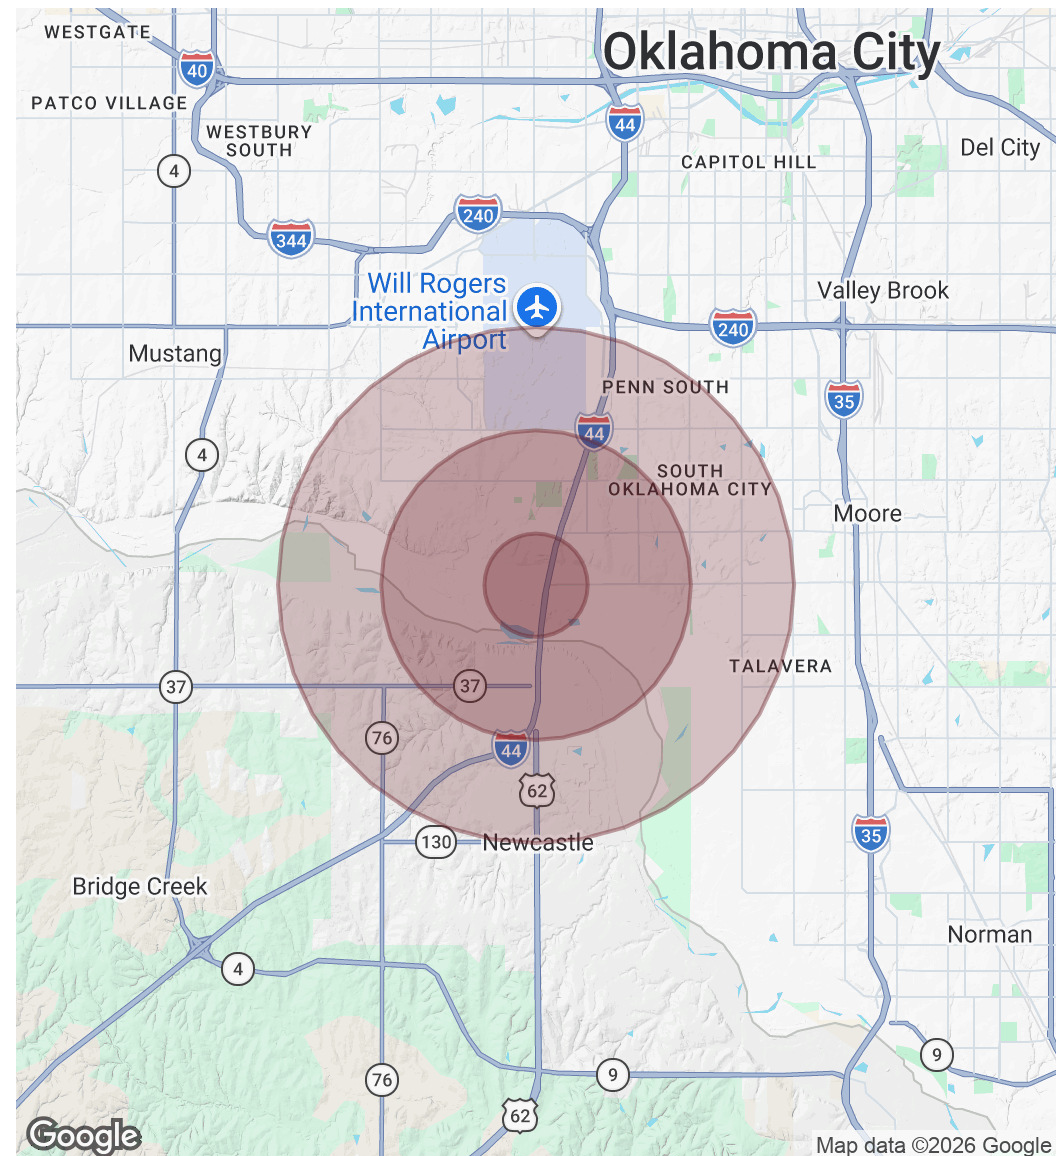 WESTGATE
Oklahoma City
40
PATCO VILLAGE
44
WESTBURY
SOUTH
Del City
CAPITOL HILL
4
240
344
Will Rogers
International
Airport
Valley Brook
240
Mustang
PENN SOUTH
35
44
4
SOUTH
OKLAHOMA CITY
Moore
TALAVERA
37
37
76
44
62
35
130
Newcastle
Bridge Creek
Norman
4
9
9
76
62
Google
Map data ©2026 Google